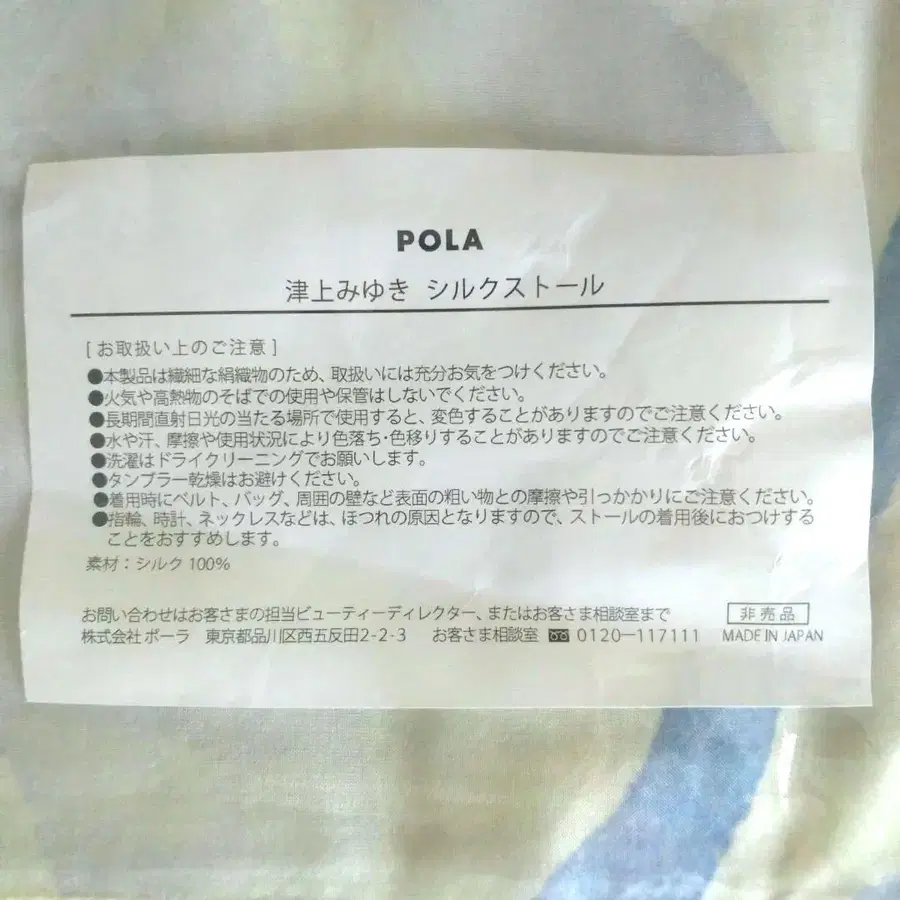 POLA
津上みゆき シルクストール
[お取扱い上のご注意]
●本製品は繊細な絹織物のため、取扱いには充分お気をつけください。
●火気や高熱物のそばでの使用や保管はしないでください。
●長期間直射日光の当たる場所で使用すると、変色することがありますのでご注意ください。
●水や汗、摩擦や使用状況により色落ち・色移りすることがありますのでご注意ください。
●洗濯はドライクリーニングでお願いします。
●タンブラー乾燥はお避けください。
●着用時にベルト、バッグ、周囲の壁など表面の粗い物との摩擦や引っかかりにご注意ください。
●指輪、時計、ネックレスなどは、ほつれの原因となりますので、ストールの着用後におつけする
ことをおすすめします。
素材：シルク100%
お問い合わせはお客さまの担当ビューティーディレクター、またはお客さま相談室まで 非売品
株式会社ポーラ 東京都品川区西五反田2-2-3 お客さま相談室 0120-117111 MADE IN JAPAN